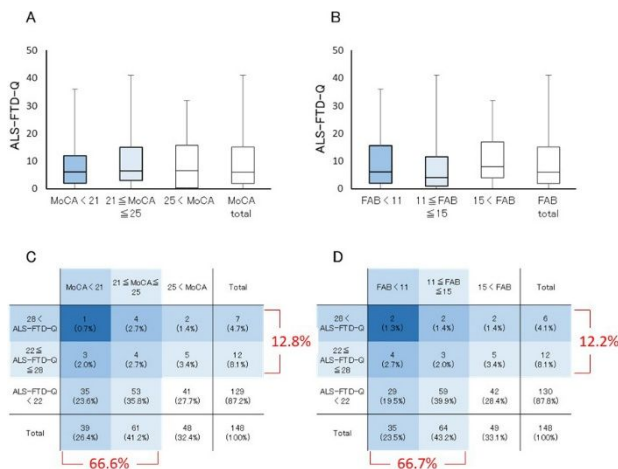 A
ALS-FTD-Q
50
40
30
20
10
0
MoCA < 21
21 ≦ MoCA
≦ 25
25 < MoCA
MoCA
total
B
ALS-FTD-Q
50
40
30
20
10
0
FAB < 11
11 ≦ FAB
≦ 15
15 < FAB
FAB
total
C
MoCA < 21
21 ≦ MoCA ≦
25
25 < MoCA
Total
28 <
ALS-FTD-Q
1
(0.7%)
4
(2.7%)
2
(1.4%)
7
(4.7%)
22 ≦
ALS-FTD-Q
≦ 28
3
(2.0%)
4
(2.7%)
5
(3.4%)
12
(8.1%)
ALS-FTD-Q
< 22
35
(23.6%)
53
(35.8%)
41
(27.7%)
129
(87.2%)
Total
39
(26.4%)
61
(41.2%)
48
(32.4%)
148
(100%)
12.8%
66.6%
D
FAB < 11
11 ≦ FAB
≦ 15
15 < FAB
Total
28 <
ALS-FTD-Q
2
(1.3%)
2
(1.4%)
2
(1.4%)
6
(4.1%)
22 ≦
ALS-FTD-Q
≦ 28
4
(2.7%)
3
(2.0%)
5
(3.4%)
12
(8.1%)
ALS-FTD-Q
< 22
29
(19.5%)
59
(39.9%)
42
(28.4%)
130
(87.8%)
Total
35
(23.5%)
64
(43.2%)
49
(33.1%)
148
(100%)
12.2%
66.7%